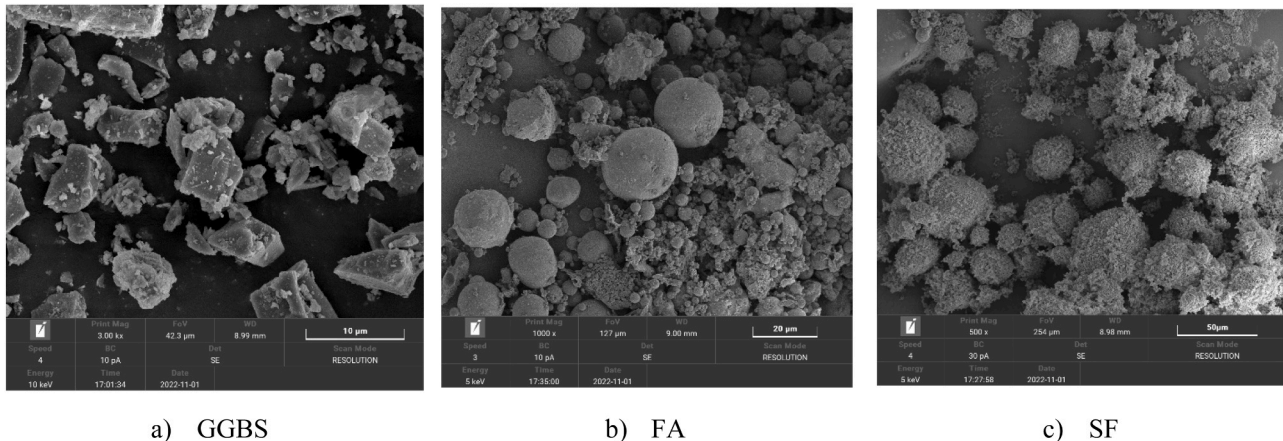 Print Mag FoV WD
3.00 kx 42.3 µm 8.99 mm 10 µm
Speed BC Det Scan Mode
4 10 pA SE RESOLUTION
Energy Time Date
10 keV 17:01:34 2022-11-01
a) GGBS
Print Mag FoV WD
1000 x 127 µm 9.00 mm 20 µm
Speed BC Det Scan Mode
3 10 pA SE RESOLUTION
Energy Time Date
5 keV 17:35:00 2022-11-01
b) FA
Print Mag FoV WD
500 x 254 µm 8.98 mm 50µm
Speed BC Det Scan Mode
4 30 pA SE RESOLUTION
Energy Time Date
5 keV 17:27:58 2022-11-01
c) SF